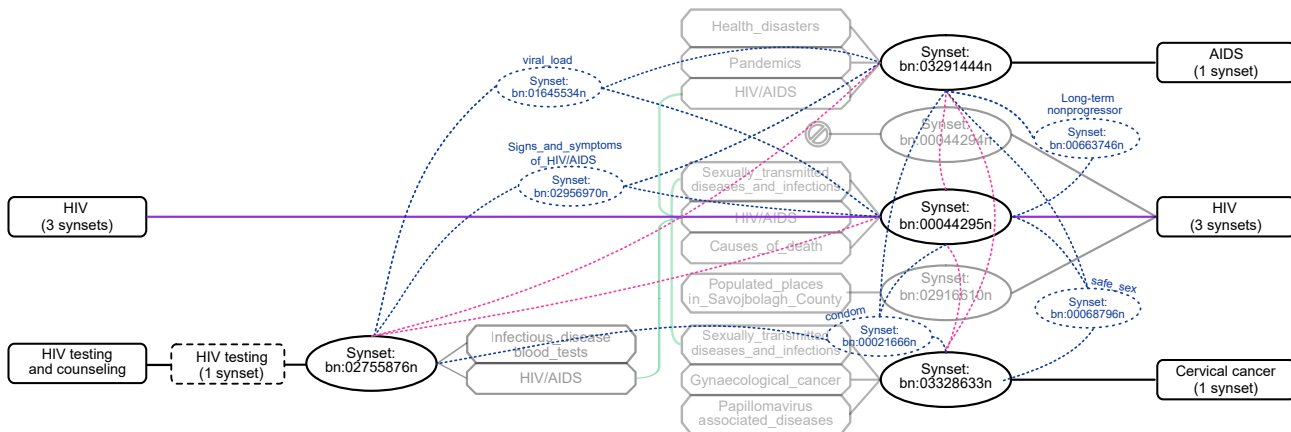 Health_disasters
Pandemics
HIV/AIDS
Synset:
bn:03291444n
AIDS
(1 synset)
viral_load
Synset:
bn:01645534n
Long-term
nonprogressor
Synset:
bn:00663746n
Synset:
bn:00044294n
Signs_and_symptoms
of_HIV/AIDS
Synset:
bn:02956970n
Sexually_transmitted
diseases_and_infections
HIV/AIDS
Causes_of_death
Synset:
bn:00044295n
HIV
(3 synsets)
HIV
(3 synsets)
Populated_places
in_Savojbolagh_County
Synset:
bn:02916610n
safe_sex
Synset:
bn:00068796n
condom
Synset:
bn:00021666n
HIV testing
and counseling
HIV testing
(1 synset)
Synset:
bn:02755876n
Infectious_disease
blood_tests
HIV/AIDS
Sexually_transmitted
diseases_and_infections
Gynaecological_cancer
Papillomavirus
associated_diseases
Synset:
bn:03328633n
Cervical cancer
(1 synset)